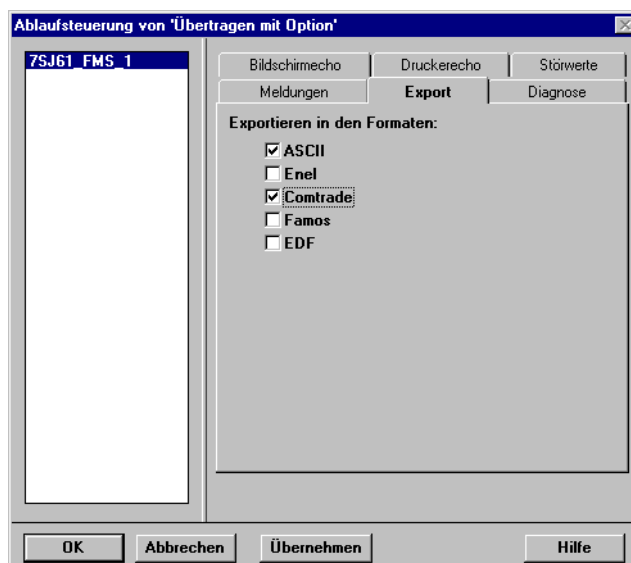 Ablaufsteuerung von 'Übertragen mit Option'
7SJ61_FMS_1
Bildschirmecho Druckerecho Störwerte
Meldungen Export Diagnose
Exportieren in den Formaten:
ASCII
Enel
Comtrade
Famos
EDF
OK Abbrechen Übernehmen Hilfe